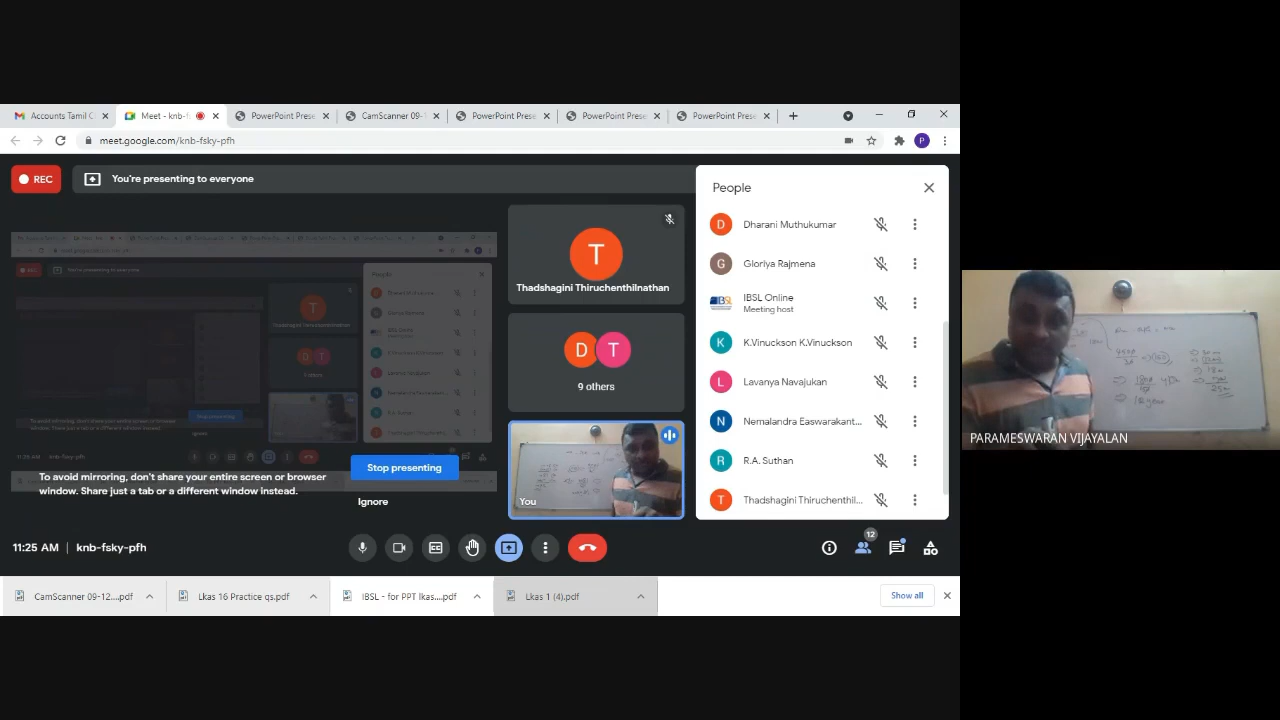 Accounts Tamil
Meet - knb-f
PowerPoint Prese
CamScanner 09-1
PowerPoint Prese
PowerPoint Prese
PowerPoint Prese
meet.google.com/knb-fsky-pfh
P
REC
You're presenting to everyone
T
Thadshagini Thiruchenthilnathan
D T
9 others
You
To avoid mirroring, don't share your entire screen or browser
window. Share just a tab or a different window instead.
Stop presenting
Ignore
People
D Dharani Muthukumar
G Gloriya Rajmena
IBSL Online
Meeting host
K K.Vinuckson K.Vinuckson
L Lavanya Navajukan
N Nemalandra Easwarakant...
R R.A. Suthan
T Thadshagini Thiruchenthil...
11:25 AM | knb-fsky-pfh
12
CamScanner 09-12....pdf
Lkas 16 Practice qs.pdf
IBSL - for PPT lkas....pdf
Lkas 1 (4).pdf
Show all
PARAMESWARAN VIJAYALAN